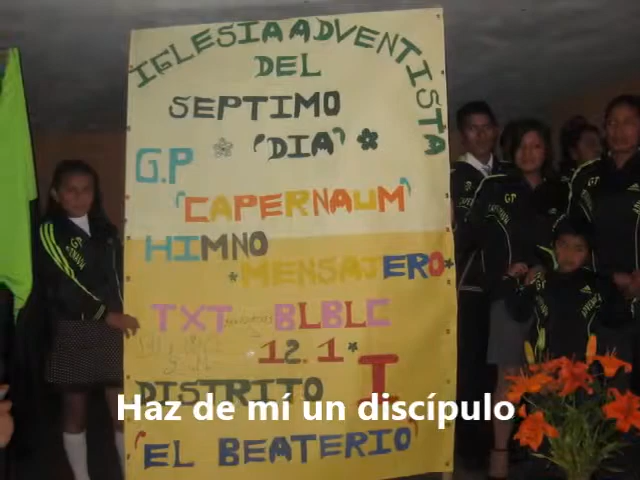 IGLESIA ADVENTISTA
DEL
SEPTIMO
"DIA"
G.P
"CAPERNAUM"
HIMNO
MENSAJERO
TXT BLBLC
12.1
DISTRITO I
Haz de mí un discípulo
"EL BEATERIO"